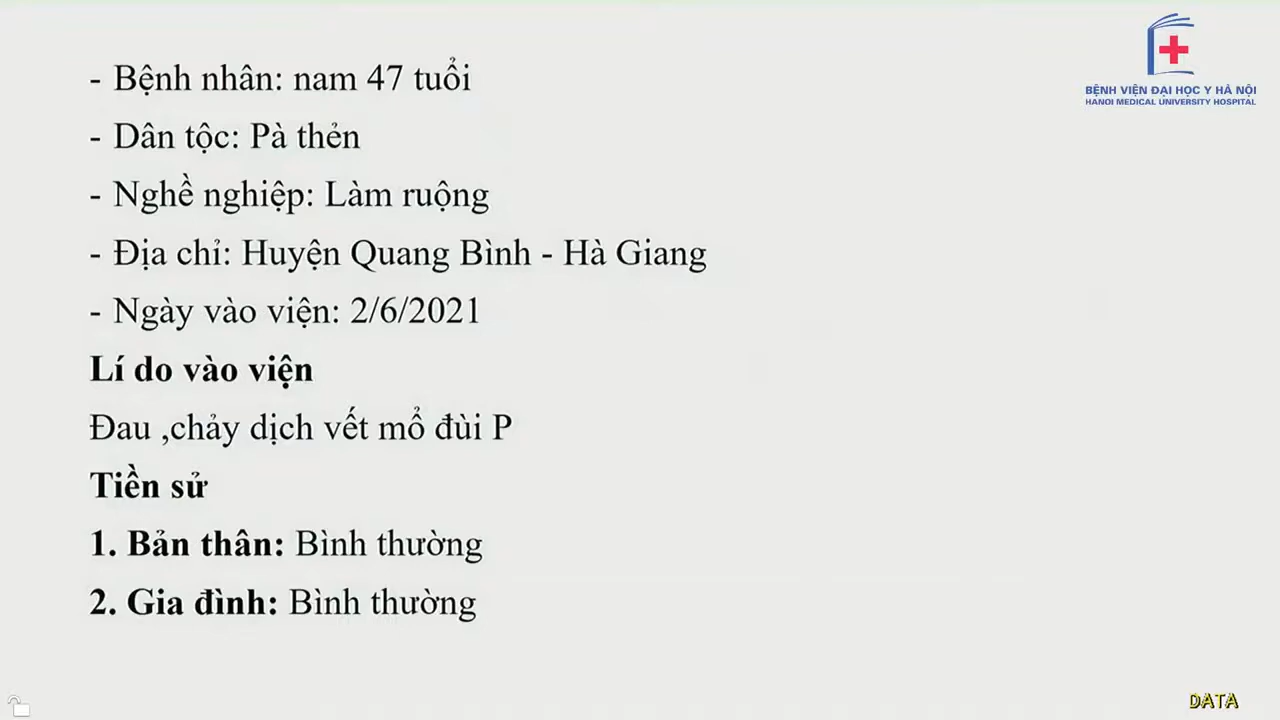 - Bệnh nhân: nam 47 tuổi
- Dân tộc: Pà thẻn
- Nghề nghiệp: Làm ruộng
- Địa chỉ: Huyện Quang Bình - Hà Giang
- Ngày vào viện: 2/6/2021
Lí do vào viện
Đau ,chảy dịch vết mổ đùi P
Tiền sử
1. Bản thân: Bình thường
2. Gia đình: Bình thường
BỆNH VIỆN ĐẠI HỌC Y HÀ NỘI
HANOI MEDICAL UNIVERSITY HOSPITAL
DATA